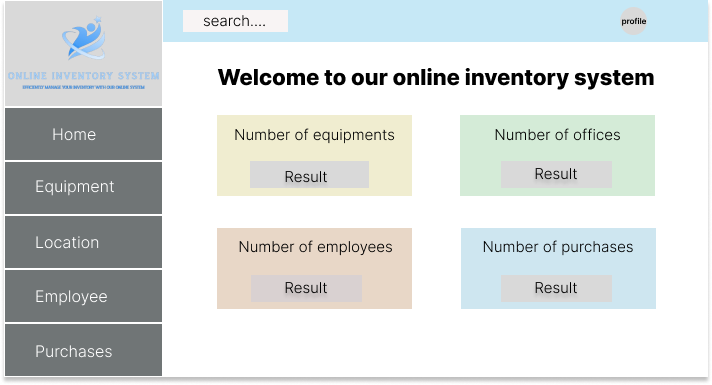 search....
profile
ONLINE INVENTORY SYSTEM
EFFICIENTLY MANAGE YOUR INVENTORY WITH OUR ONLINE SYSTEM
Home
Equipment
Location
Employee
Purchases
Welcome to our online inventory system
Number of equipments
Result
Number of offices
Result
Number of employees
Result
Number of purchases
Result